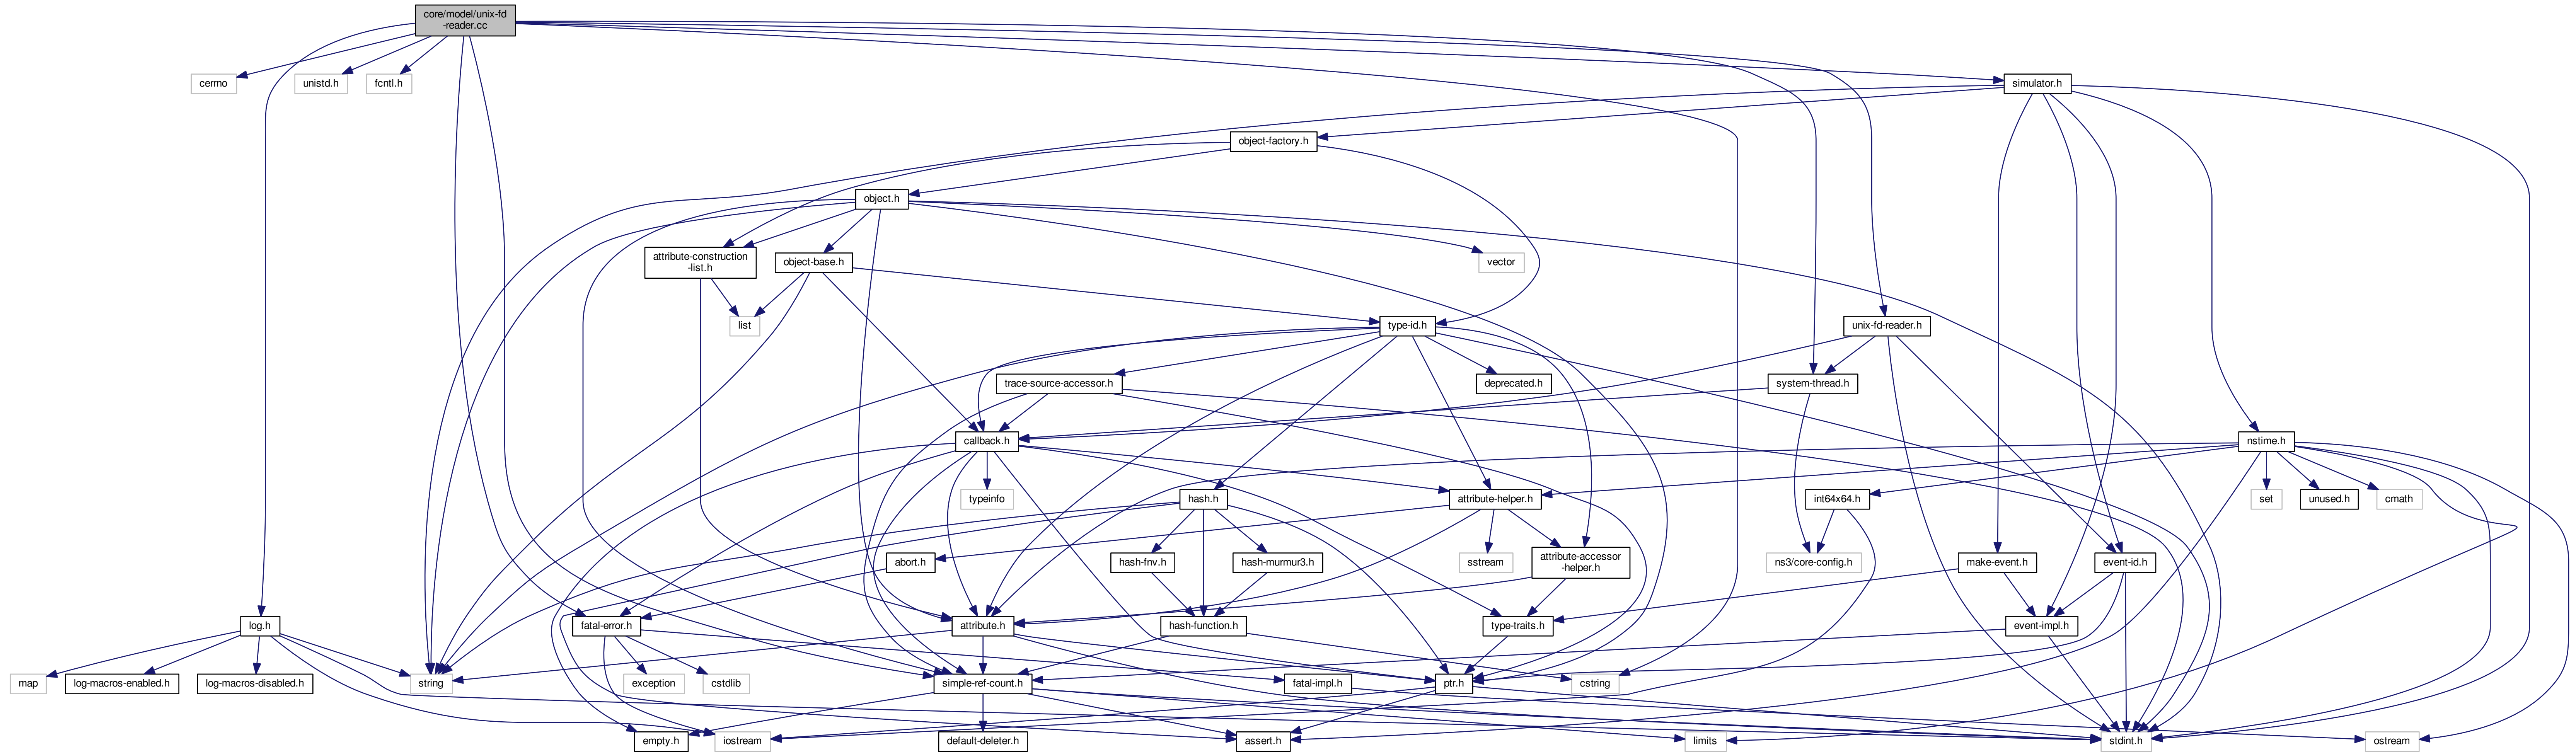 core/model/unix-fd
-reader.cc
cerrno
unistd.h
fcntl.h
simulator.h
object-factory.h
object.h
attribute-construction
-list.h
object-base.h
vector
list
type-id.h
unix-fd-reader.h
trace-source-accessor.h
deprecated.h
system-thread.h
callback.h
nstime.h
typeinfo
hash.h
attribute-helper.h
int64x64.h
set
unused.h
cmath
abort.h
hash-fnv.h
hash-murmur3.h
sstream
attribute-accessor
-helper.h
ns3/core-config.h
make-event.h
event-id.h
log.h
fatal-error.h
attribute.h
hash-function.h
type-traits.h
event-impl.h
map
log-macros-enabled.h
log-macros-disabled.h
string
exception
cstdlib
simple-ref-count.h
fatal-impl.h
ptr.h
cstring
empty.h
iostream
default-deleter.h
assert.h
limits
stdint.h
ostream